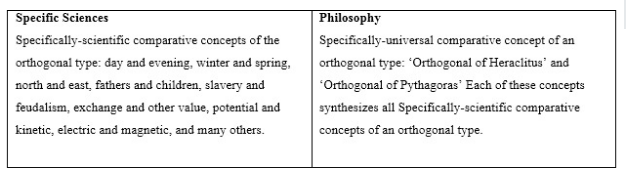 Specific Sciences
Specifically-scientific comparative concepts of the
orthogonal type: day and evening, winter and spring,
north and east, fathers and children, slavery and
feudalism, exchange and other value, potential and
kinetic, electric and magnetic, and many others.
Philosophy
Specifically-universal comparative concept of an
orthogonal type: ‘Orthogonal of Heraclitus’ and
‘Orthogonal of Pythagoras’ Each of these concepts
synthesizes all Specifically-scientific comparative
concepts of an orthogonal type.